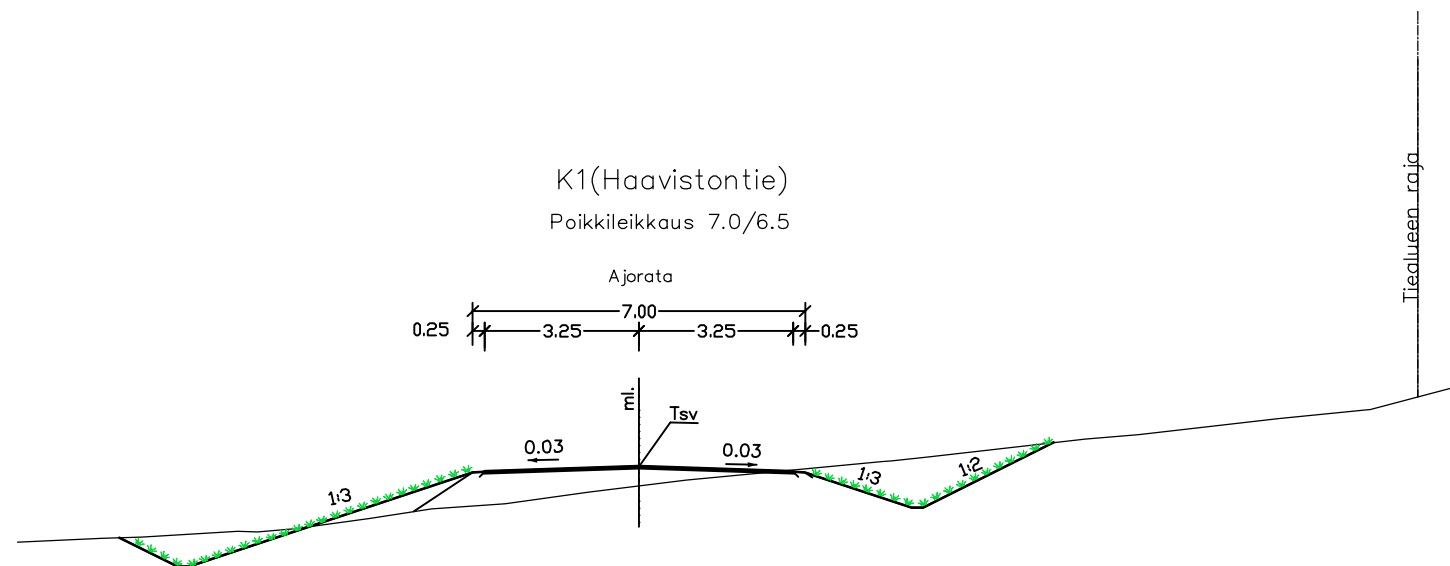 K1(Haavistontie)
Poikkileikkaus 7.0/6.5
Ajorata
7.00
0.25 3.25 3.25 0.25
ml.
Tsv
0.03 0.03
1:3 1:3 1:2
Tiealueen raja